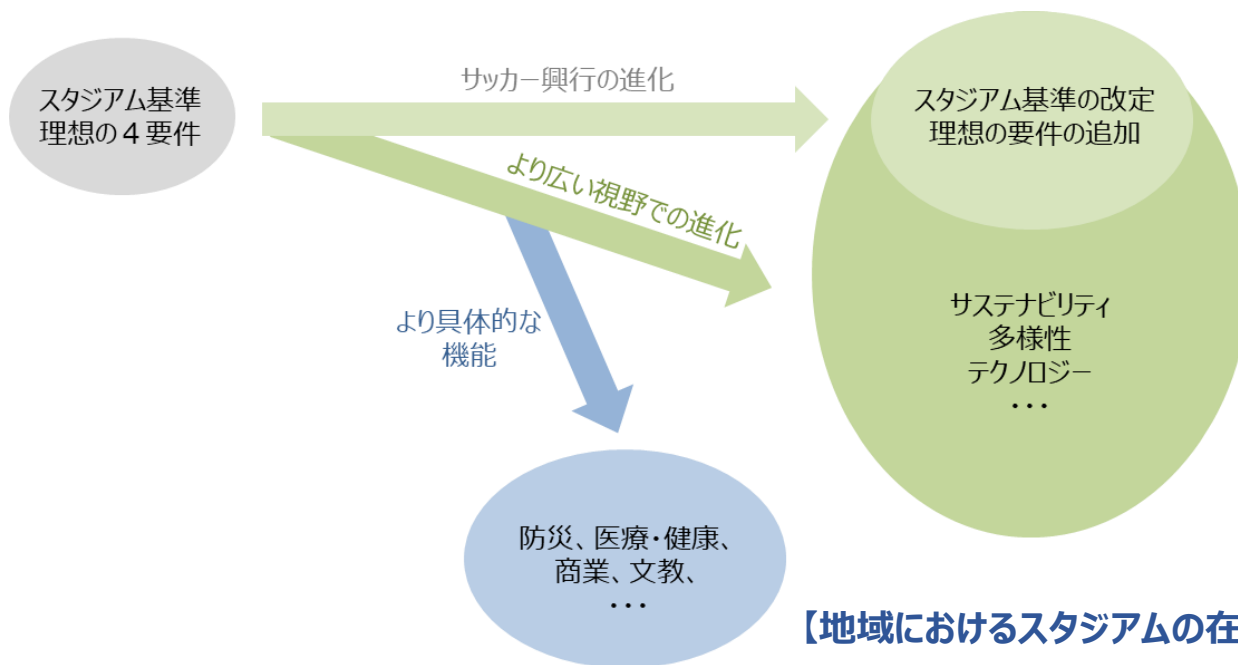 スタジアム基準
理想の４要件
サッカー興行の進化
スタジアム基準の改定
理想の要件の追加
より広い視野での進化
より具体的な
機能
サステナビリティ
多様性
テクノロジー
・・・
防災、医療・健康、
商業、文教、
・・・
【地域におけるスタジアムの在